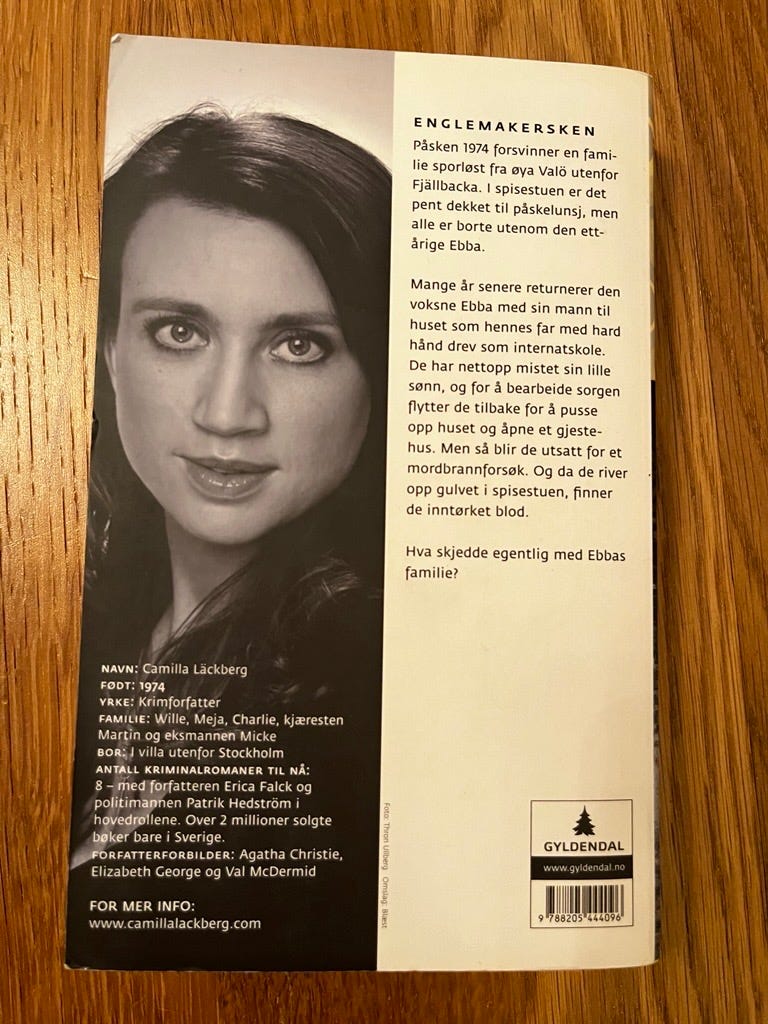 ENGLEMAKERSKEN
Påsken 1974 forsvinner en fami-
lie sporløst fra øya Valö utenfor
Fjällbacka. I spisestuen er det
pent dekket til påskelunsj, men
alle er borte utenom den ett-
årige Ebba.
Mange år senere returnerer den
voksne Ebba med sin mann til
huset som hennes far med hard
hånd drev som internatskole.
De har nettopp mistet sin lille
sønn, og for å bearbeide sorgen
flytter de tilbake for å pusse
opp huset og åpne et gjeste-
hus. Men så blir de utsatt for et
mordbrannforsøk. Og da de river
opp gulvet i spisestuen, finner
de inntørket blod.
Hva skjedde egentlig med Ebbas
familie?
NAVN: Camilla Läckberg
FØDT: 1974
YRKE: Krimforfatter
FAMILIE: Wille, Meja, Charlie, kjæresten
Martin og eksmannen Micke
BOR: I villa utenfor Stockholm
ANTALL KRIMINALROMANER TIL NÅ:
8 – med forfatteren Erica Falck og
politimannen Patrik Hedström i
hovedrollene. Over 2 millioner solgte
bøker bare i Sverige.
FORFATTERFORBILDER: Agatha Christie,
Elizabeth George og Val McDermid
FOR MER INFO:
www.camillalackberg.com
Foto: Thron Ullberg Omslag: Blæst
GYLDENDAL
www.gyldendal.no
9 788205 444096